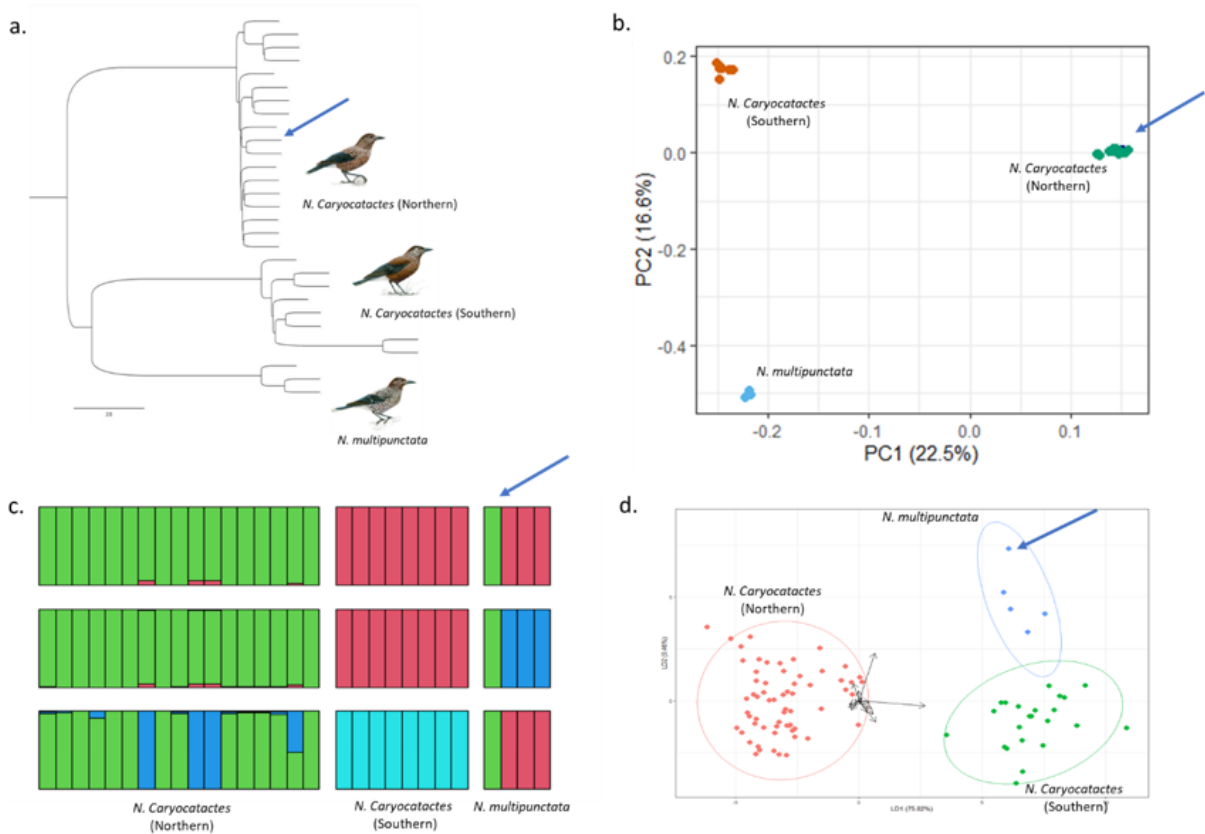 a.
N. Caryocatactes (Northern)
N. Caryocatactes (Southern)
N. multipunctata
b.
0.2
0.0
-0.2
-0.4
PC2 (16.6%)
N. Caryocatactes
(Southern)
N. Caryocatactes
(Northern)
N. multipunctata
-0.2
-0.1
0.0
0.1
PC1 (22.5%)
c.
N. Caryocatactes
(Northern)
N. Caryocatactes
(Southern)
N. multipunctata
d.
N. multipunctata
N. Caryocatactes
(Northern)
N. Caryocatactes
(Southern)